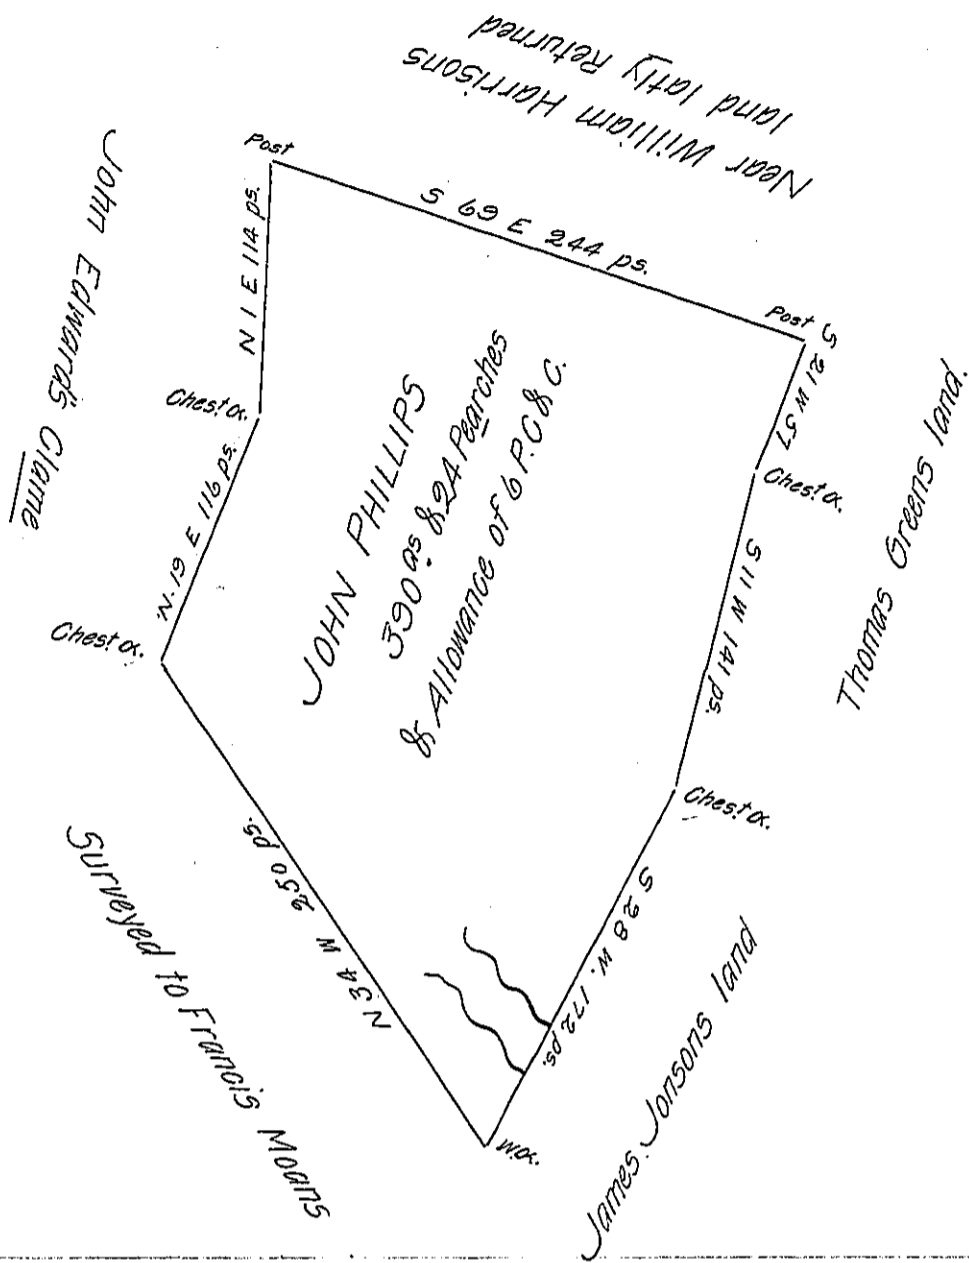 Near William Harrisons
land latly Returned
Post
S 69 E 244 ps.
Post
S 21 W 57
Chest. o.
S 11 W 141 ps.
Chest. o.
S 28 W. 172 ps.
W.o.
N 34 W 250 ps.
Chest o.
N. 19 E 116 ps.
Chest. o.
N 1 E 114 ps.
John Edward's Clame
JOHN PHILLIPS
390 as & 24 Pearches
& Allowance of 6 P. C & C.
Thomas Greens land.
James Jonsons land
Surveyed to Francis Moans